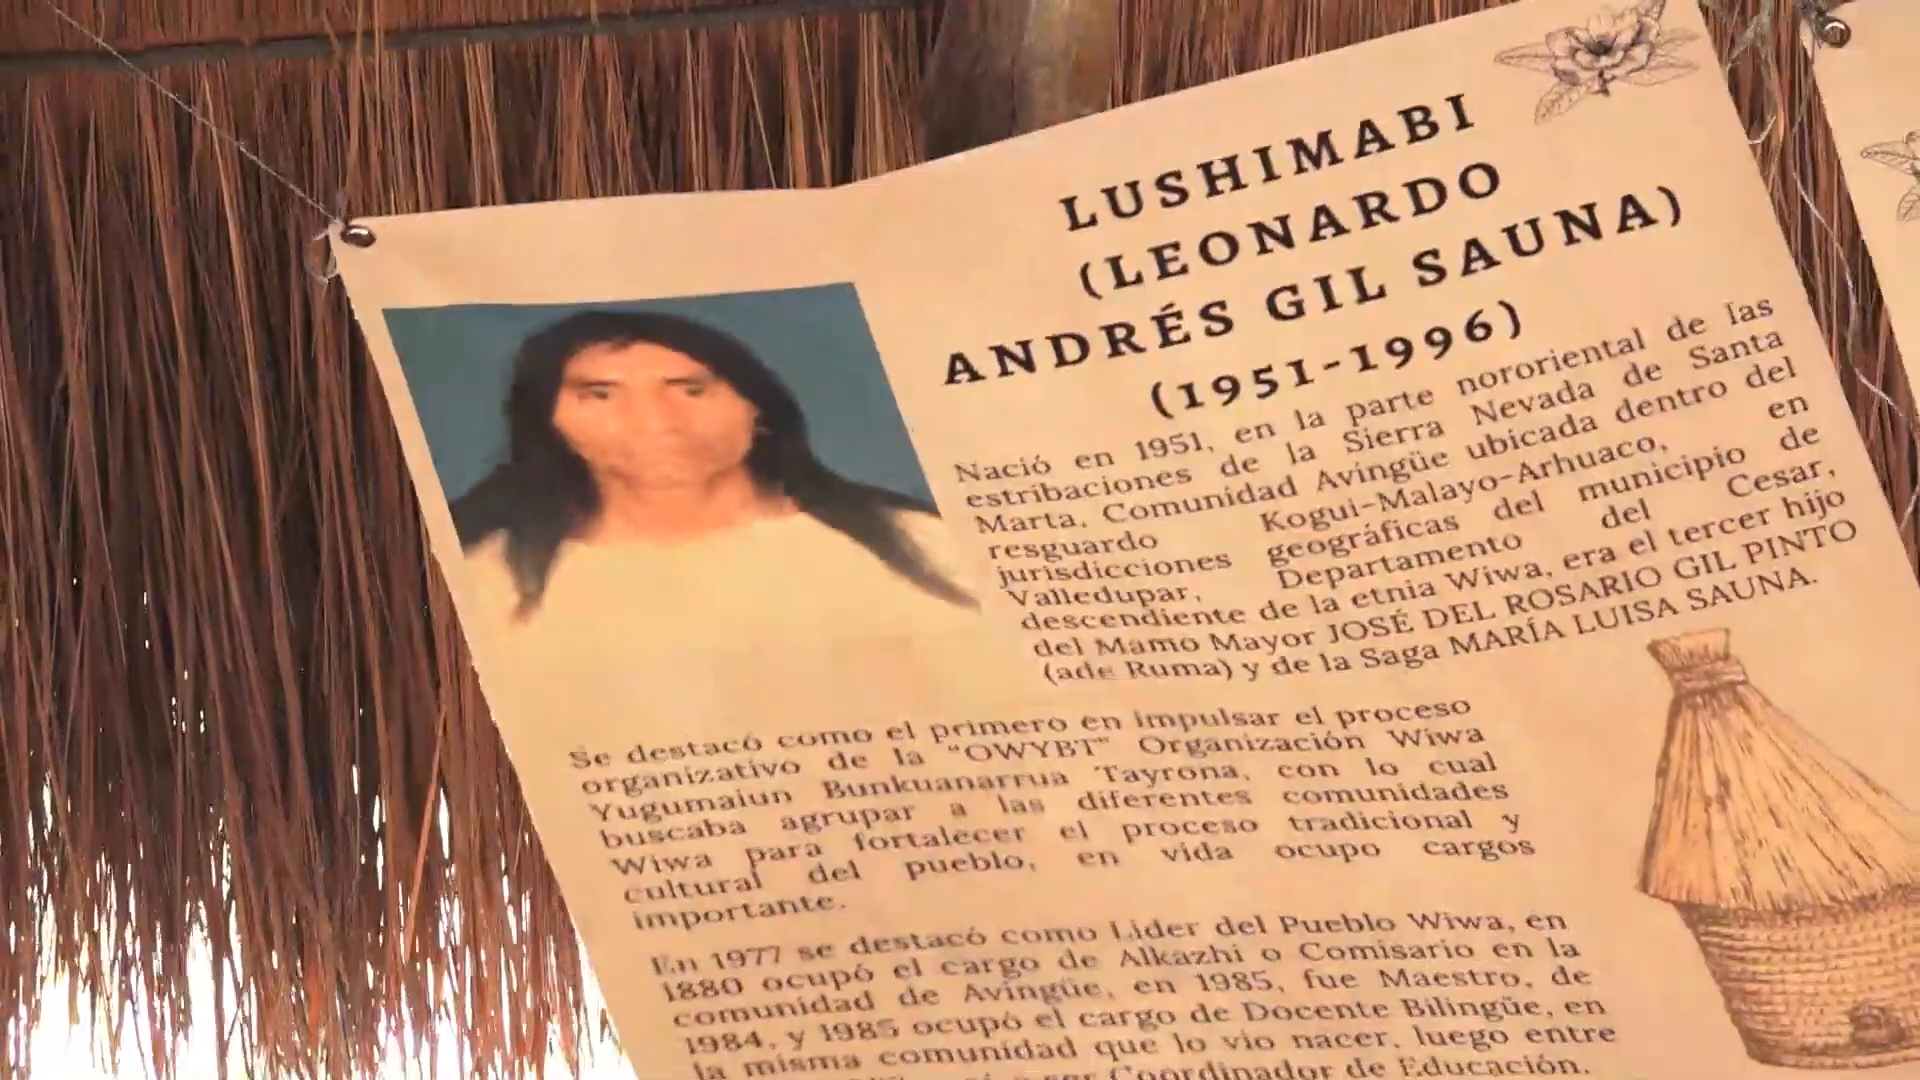 LUSHIMABI
(LEONARDO
ANDRÉS GIL SAUNA)
(1951-1996)
Nació en 1951, en la parte nororiental de las
estribaciones de la Sierra Nevada de Santa
Marta, Comunidad Avingüe ubicada dentro del
resguardo Kogui-Malayo-Arhuaco, en
jurisdicciones geográficas del municipio de
Valledupar, Departamento del Cesar,
descendiente de la etnia Wiwa, era el tercer hijo
del Mamo Mayor JOSÉ DEL ROSARIO GIL PINTO
(ade Ruma) y de la Saga MARÍA LUISA SAUNA.
Se destacó como el primero en impulsar el proceso
organizativo de la "OWYBT" Organización Wiwa
Yugumaiun Bunkuanarrua Tayrona, con lo cual
buscaba agrupar a las diferentes comunidades
Wiwa para fortalecer el proceso tradicional y
cultural del pueblo, en vida ocupo cargos
importante.
En 1977 se destacó como Lider del Pueblo Wiwa, en
1880 ocupó el cargo de Alkazhi o Comisario en la
comunidad de Avingüe, en 1985, fue Maestro, de
1984, y 1985 ocupó el cargo de Docente Bilingüe, en
la misma comunidad que lo vio nacer, luego entre
a ser Coordinador de Educación.